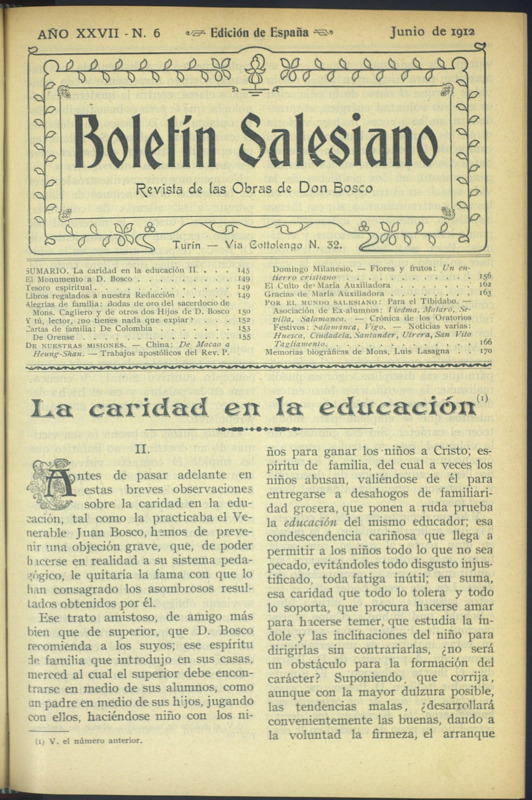 AÑO XXVII - N. 6 Edición de España Junio de 1912
Boletín Salesiano
Revista de las Obras de Don Bosco
Turín — Via Cottolengo N. 32.
SUMARIO. La caridad en la educación II. . . . . 145
El Monumento a D. Bosco . . . . . . . . . 149
Tesoro espiritual . . . . . . . . . . . . . 149
Libros regalados a nuestra Redacción . . . . . 149
Alegrías de familia: Bodas de oro del sacerdocio de
Mons. Cagliero y de otros dos Hijos de D. Bosco 150
Y tú, lector, ¿no tienes nada que expiar? . . . . 152
Cartas de familia: De Colombia . . . . . . . 153
De Orense . . . . . . . . . . . . . . . 155
DE NUESTRAS MISIONES. — China: De Macao a
Heung-Shan. — Trabajos apostólicos del Rev. P.
Domingo Milanesio, — Flores y frutos: Un en-
tierro cristiano . . . . . . . . . . . . . 156
El Culto de María Auxiliadora . . . . . . . . 162
Gracias de María Auxiliadora . . . . . . . . 163
POR EL MUNDO SALESIANO: Para el Tibidabo. —
Asociación de Ex-alumnos: Viedma, Mataró, Se-
villa, Salamanca. — Crónica de los Oratorios
Festivos: Salamanca, Vigo. — Noticias varias:
Huesca, Ciudadela, Santander, Utrera, San Vito
Tagliamento. . . . . . . . . . . . . . . 166
Memorias biográficas de Mons, Luis Lasagna . . 170
La caridad en la educación (1)
II.
Antes de pasar adelante en
estas breves observaciones
sobre la caridad en la edu-
cación, tal como la practicaba el Ve-
nerable Juan Bosco, hemos de preve-
nir una objeción grave, que, de poder
hacerse en realidad a su sistema peda-
gógico, le quitaría la fama con que lo
han consagrado los asombrosos resul-
tados obtenidos por él.
Ese trato amistoso, de amigo más
bien que de superior, que D. Bosco
recomienda a los suyos; ese espíritu
de familia que introdujo en sus casas,
merced al cual el superior debe encon-
trarse en medio de sus alumnos, como
un padre en medio de sus hijos, jugando
con ellos, haciéndose niño con los ni-
(1) V. el número anterior.
ños para ganar los niños a Cristo; es-
píritu de familia, del cual a veces los
niños abusan, valiéndose de él para
entregarse a desahogos de familiari-
dad grosera, que ponen a ruda prueba
la educación del mismo educador; esa
condescendencia cariñosa que llega a
permitir a los niños todo lo que no sea
pecado, evitándoles todo disgusto injus-
tificado, toda fatiga inútil; en suma,
esa caridad que todo lo tolera y todo
lo soporta, que procura hacerse amar
para hacerse temer, que estudia la ín-
dole y las inclinaciones del niño para
dirigirlas sin contrariarlas, ¿no será
un obstáculo para la formación del
carácter? Suponiendo que corrija,
aunque con la mayor dulzura posible,
las tendencias malas, ¿desarrollará
convenientemente las buenas, dando a
la voluntad la firmeza, el arranque